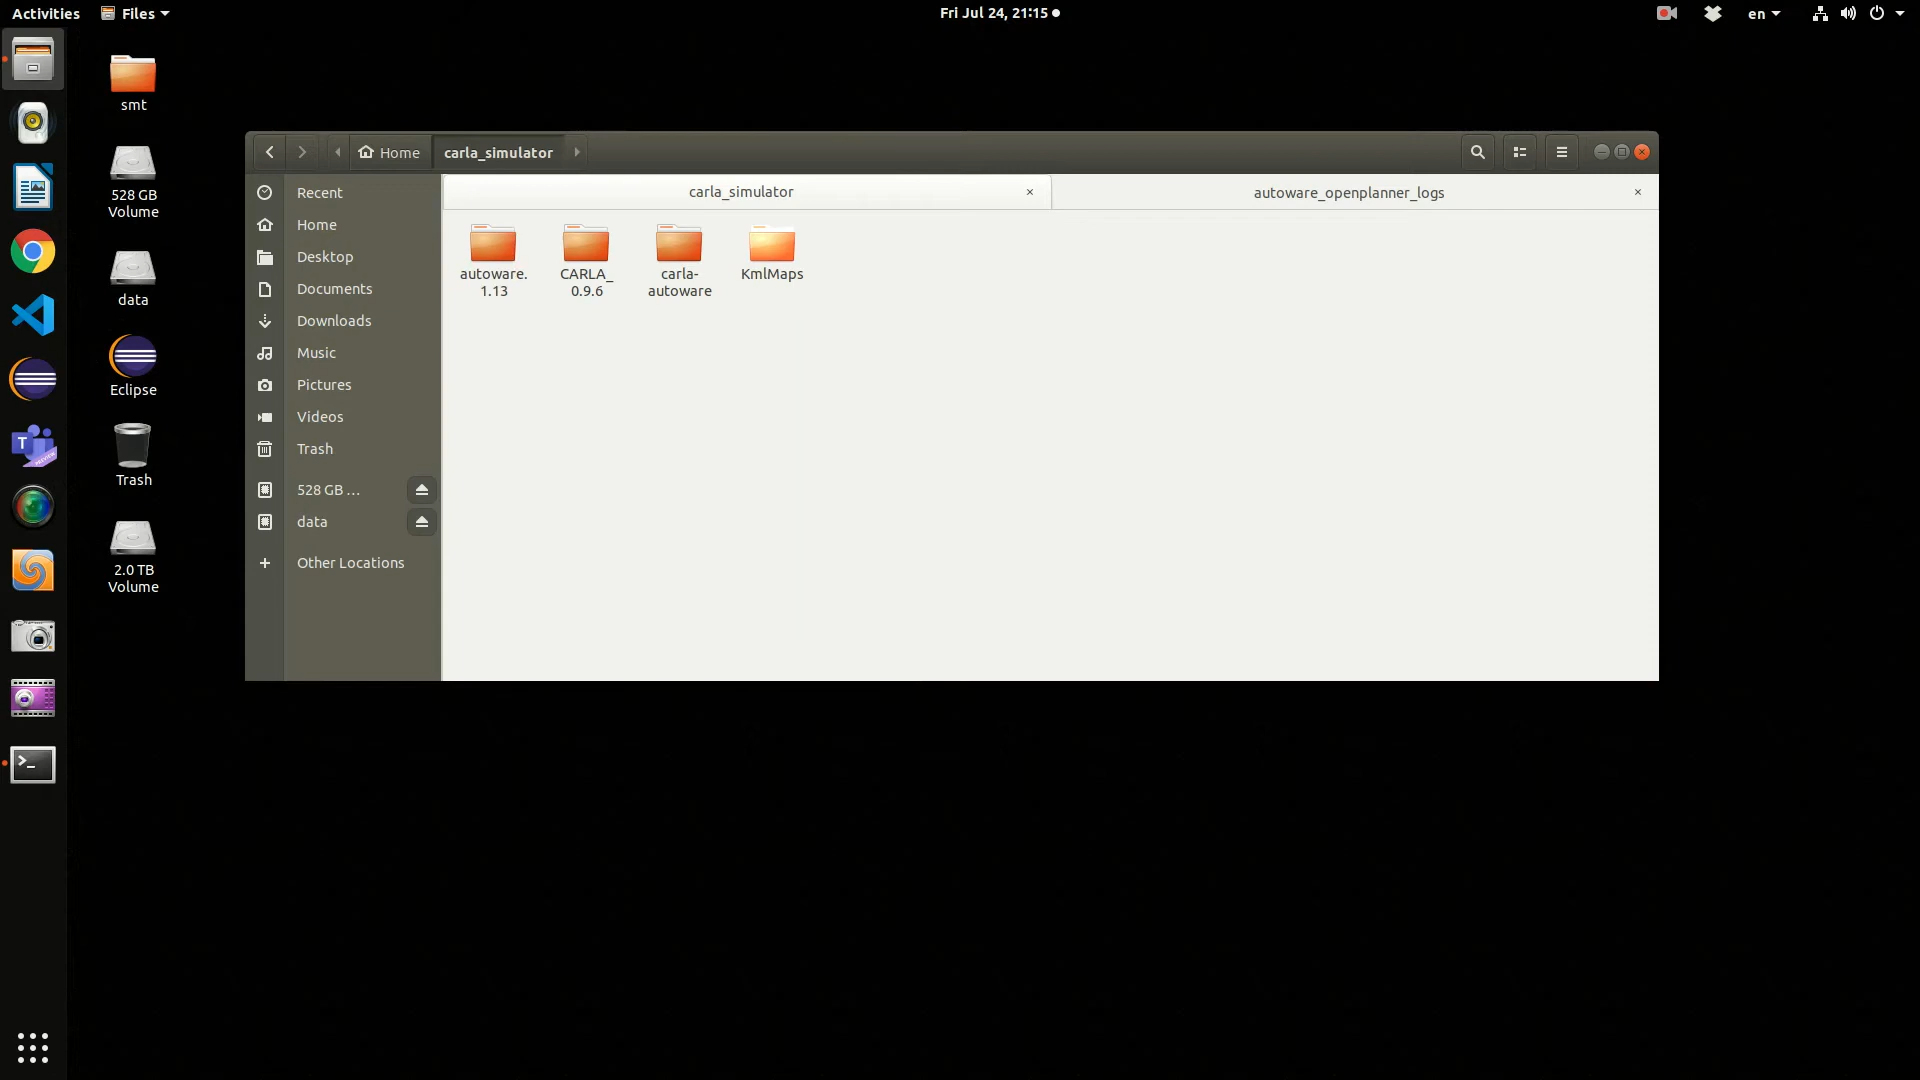 Activities
Files
Fri Jul 24, 21:15
en
smt
528 GB
Volume
data
Eclipse
Trash
2.0 TB
Volume
Home
carla_simulator
carla_simulator
autoware_openplanner_logs
Recent
Home
Desktop
Documents
Downloads
Music
Pictures
Videos
Trash
528 GB …
data
Other Locations
autoware.
1.13
CARLA_
0.9.6
carla-
autoware
KmlMaps
T
PREVIEW